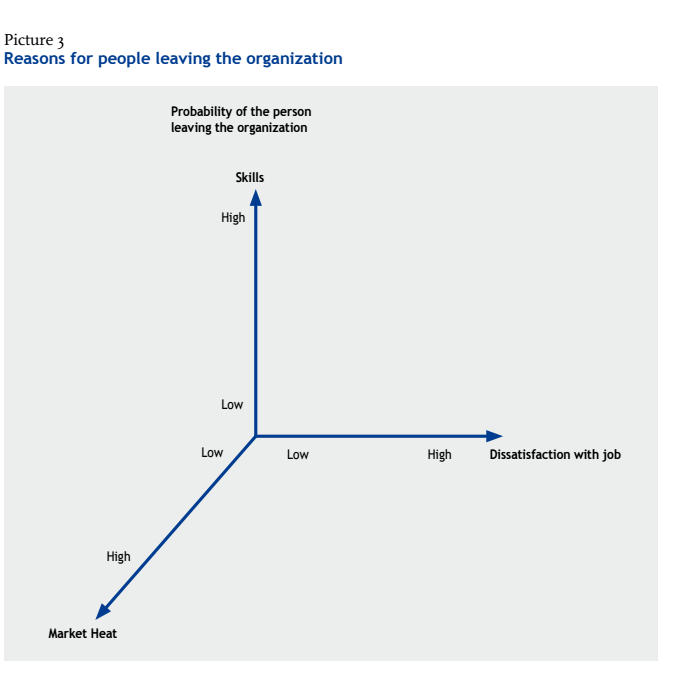 Picture 3
Reasons for people leaving the organization
Probability of the person
leaving the organization
Skills
High
Low
Low
Low
High
Dissatisfaction with job
High
Market Heat